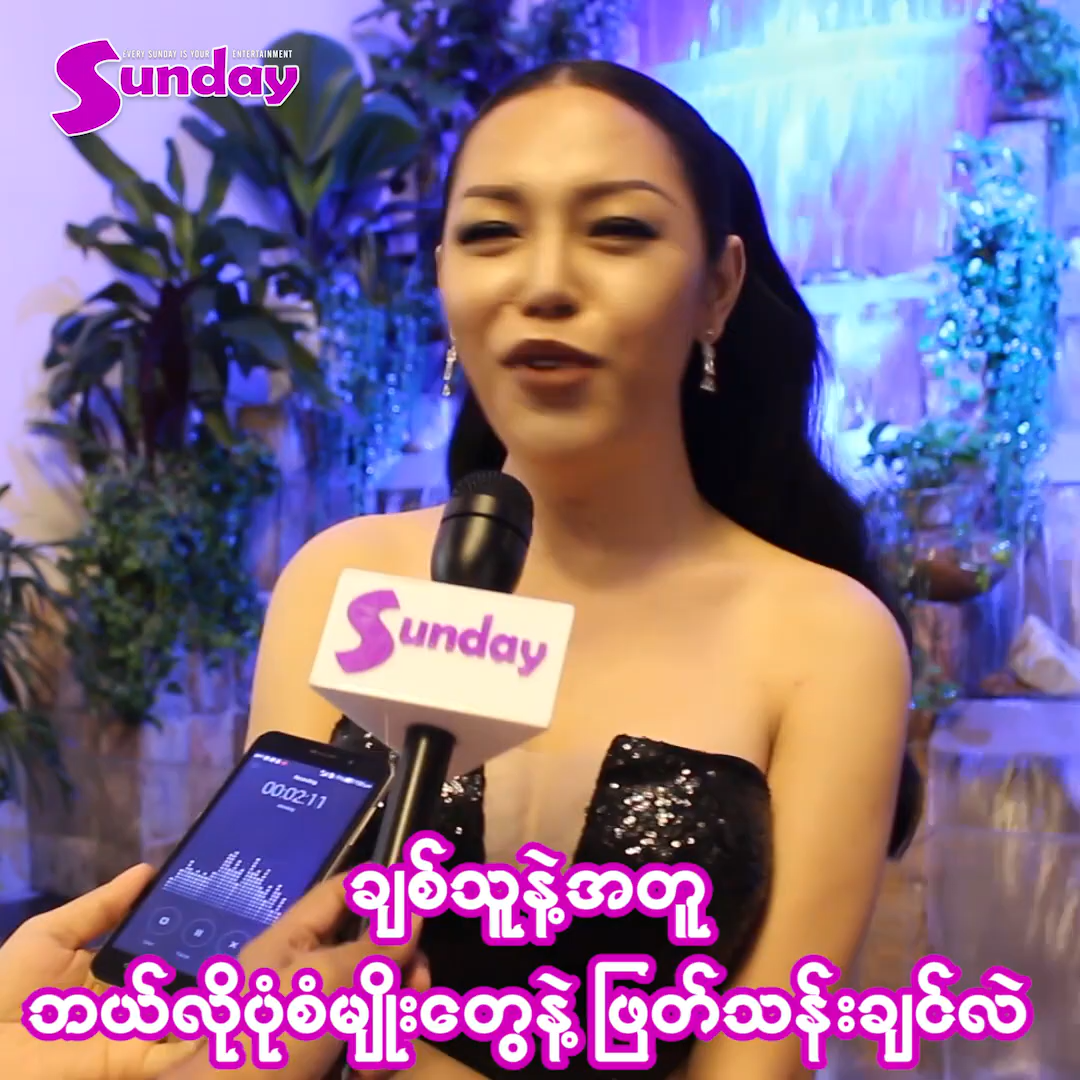 EVERY SUNDAY IS YOUR ENTERTAINMENT
Sunday
Sunday
00:02:11
ချစ်သူနဲ့အတူ
ဘယ်လိုပုံစံမျိုးတွေနဲ့ ဖြတ်သန်းချင်လဲ